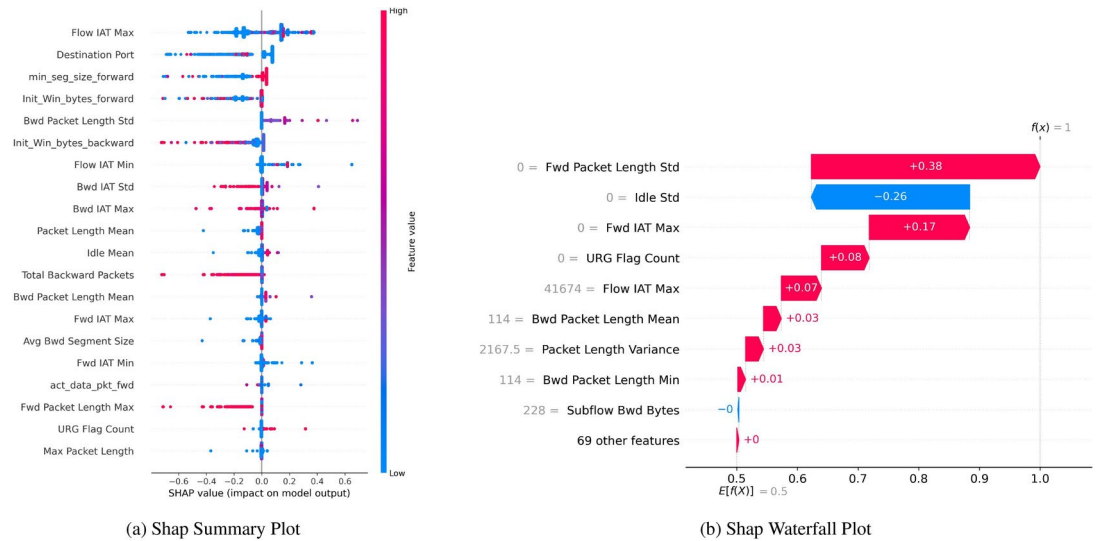 High
Flow IAT Max
Destination Port
min_seg_size_forward
Init_Win_bytes_forward
Bwd Packet Length Std
Init_Win_bytes_backward
Flow IAT Min
Bwd IAT Std
Bwd IAT Max
Packet Length Mean
Idle Mean
Total Backward Packets
Bwd Packet Length Mean
Fwd IAT Max
Avg Bwd Segment Size
Fwd IAT Min
act_data_pkt_fwd
Fwd Packet Length Max
URG Flag Count
Max Packet Length
Feature value
Low
−0.6 −0.4 −0.2 0.0 0.2 0.4 0.6
SHAP value (impact on model output)
(a) Shap Summary Plot
f(x) = 1
0 = Fwd Packet Length Std +0.38
0 = Idle Std −0.26
0 = Fwd IAT Max +0.17
0 = URG Flag Count +0.08
41674 = Flow IAT Max +0.07
114 = Bwd Packet Length Mean +0.03
2167.5 = Packet Length Variance +0.03
114 = Bwd Packet Length Min +0.01
228 = Subflow Bwd Bytes −0
69 other features +0
0.5 0.6 0.7 0.8 0.9 1.0
E[f(X)] = 0.5
(b) Shap Waterfall Plot